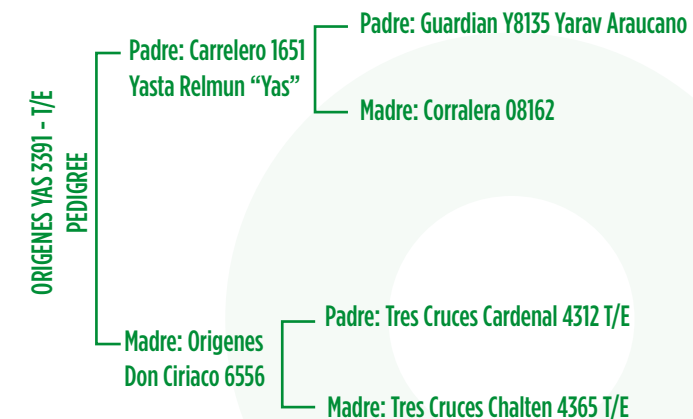 ORIGENES YAS 3391 - T/E
PEDIGREE
Padre: Carrelero 1651
Yasta Relmun “Yas”
Padre: Guardian Y8135 Yarav Araucano
Madre: Corralera 08162
Madre: Origenes
Don Ciriaco 6556
Padre: Tres Cruces Cardenal 4312 T/E
Madre: Tres Cruces Chalten 4365 T/E